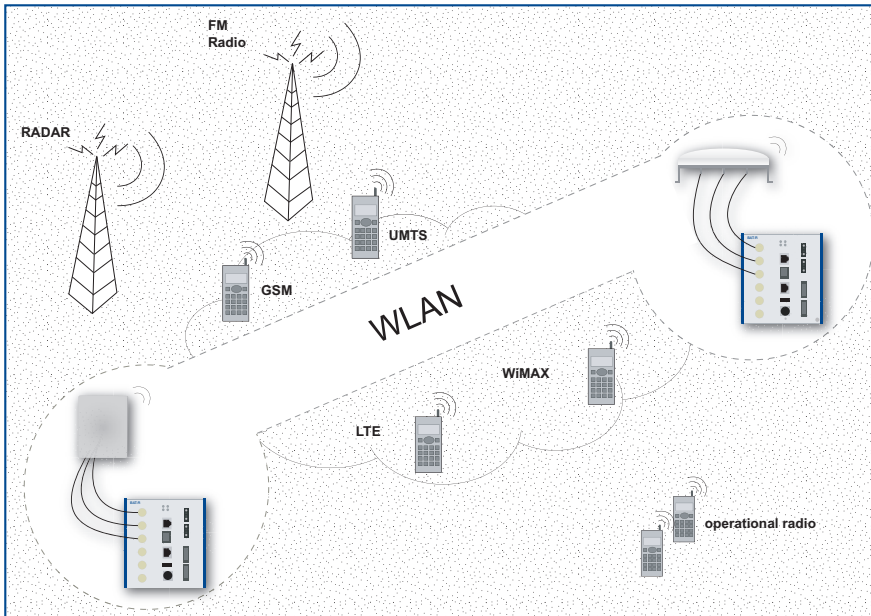 FM
Radio
RADAR
UMTS
GSM
WLAN
WiMAX
LTE
operational radio